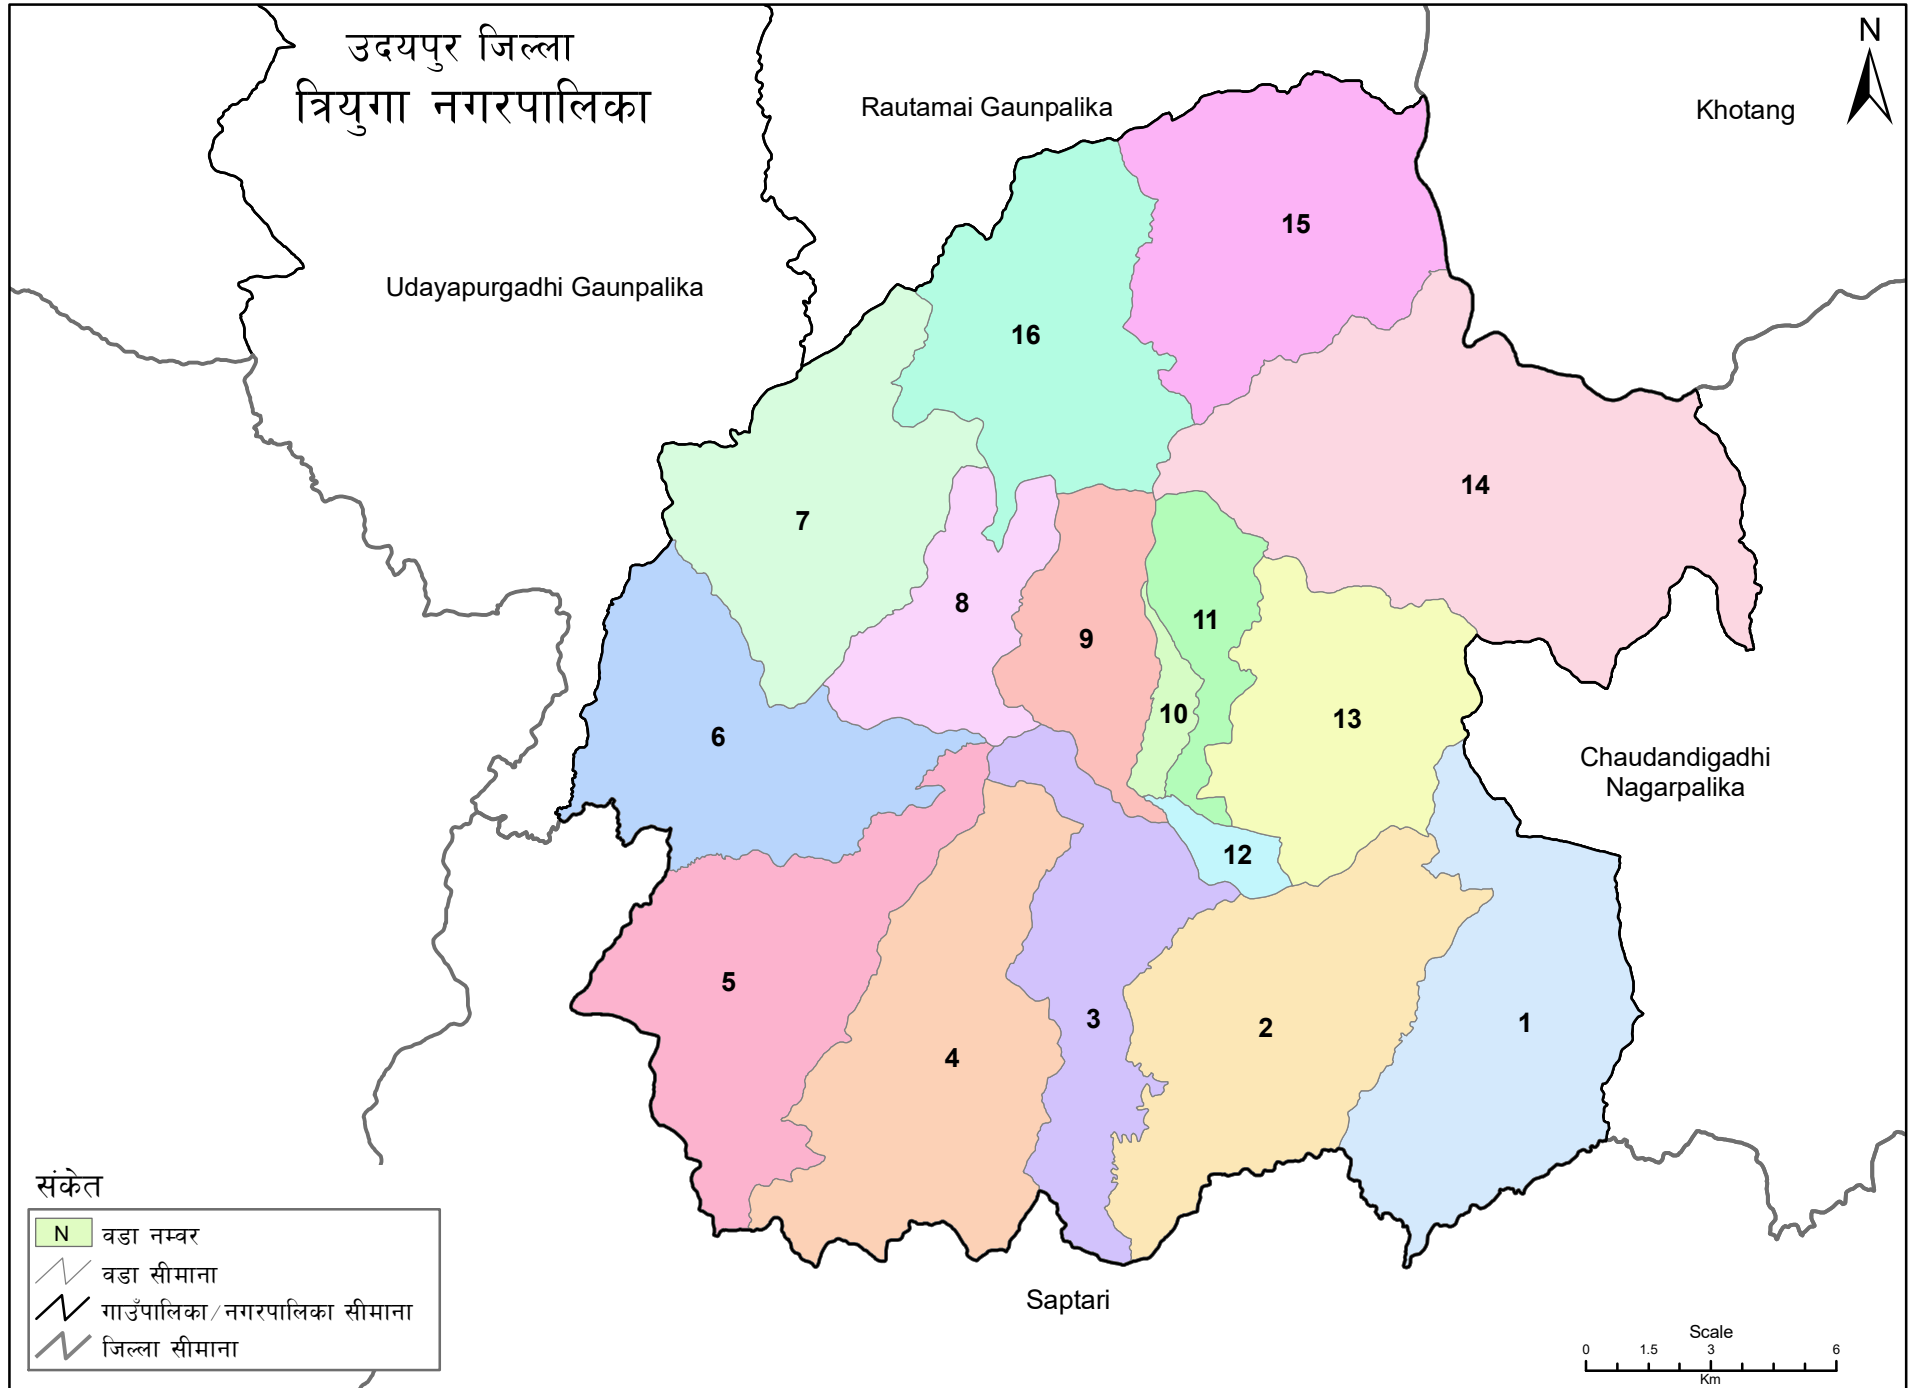 उदयपुर जिल्ला
त्रियुगा नगरपालिका
N
Rautamai Gaunpalika
Khotang
Udayapurgadhi Gaunpalika
15
16
14
7
8
11
9
10
13
6
Chaudandigadhi
Nagarpalika
12
5
3
2
1
4
संकेत
N वडा नम्वर
वडा सीमाना
गाउँपालिका/नगरपालिका सीमाना
जिल्ला सीमाना
Saptari
Scale
0 1.5 3 6
Km